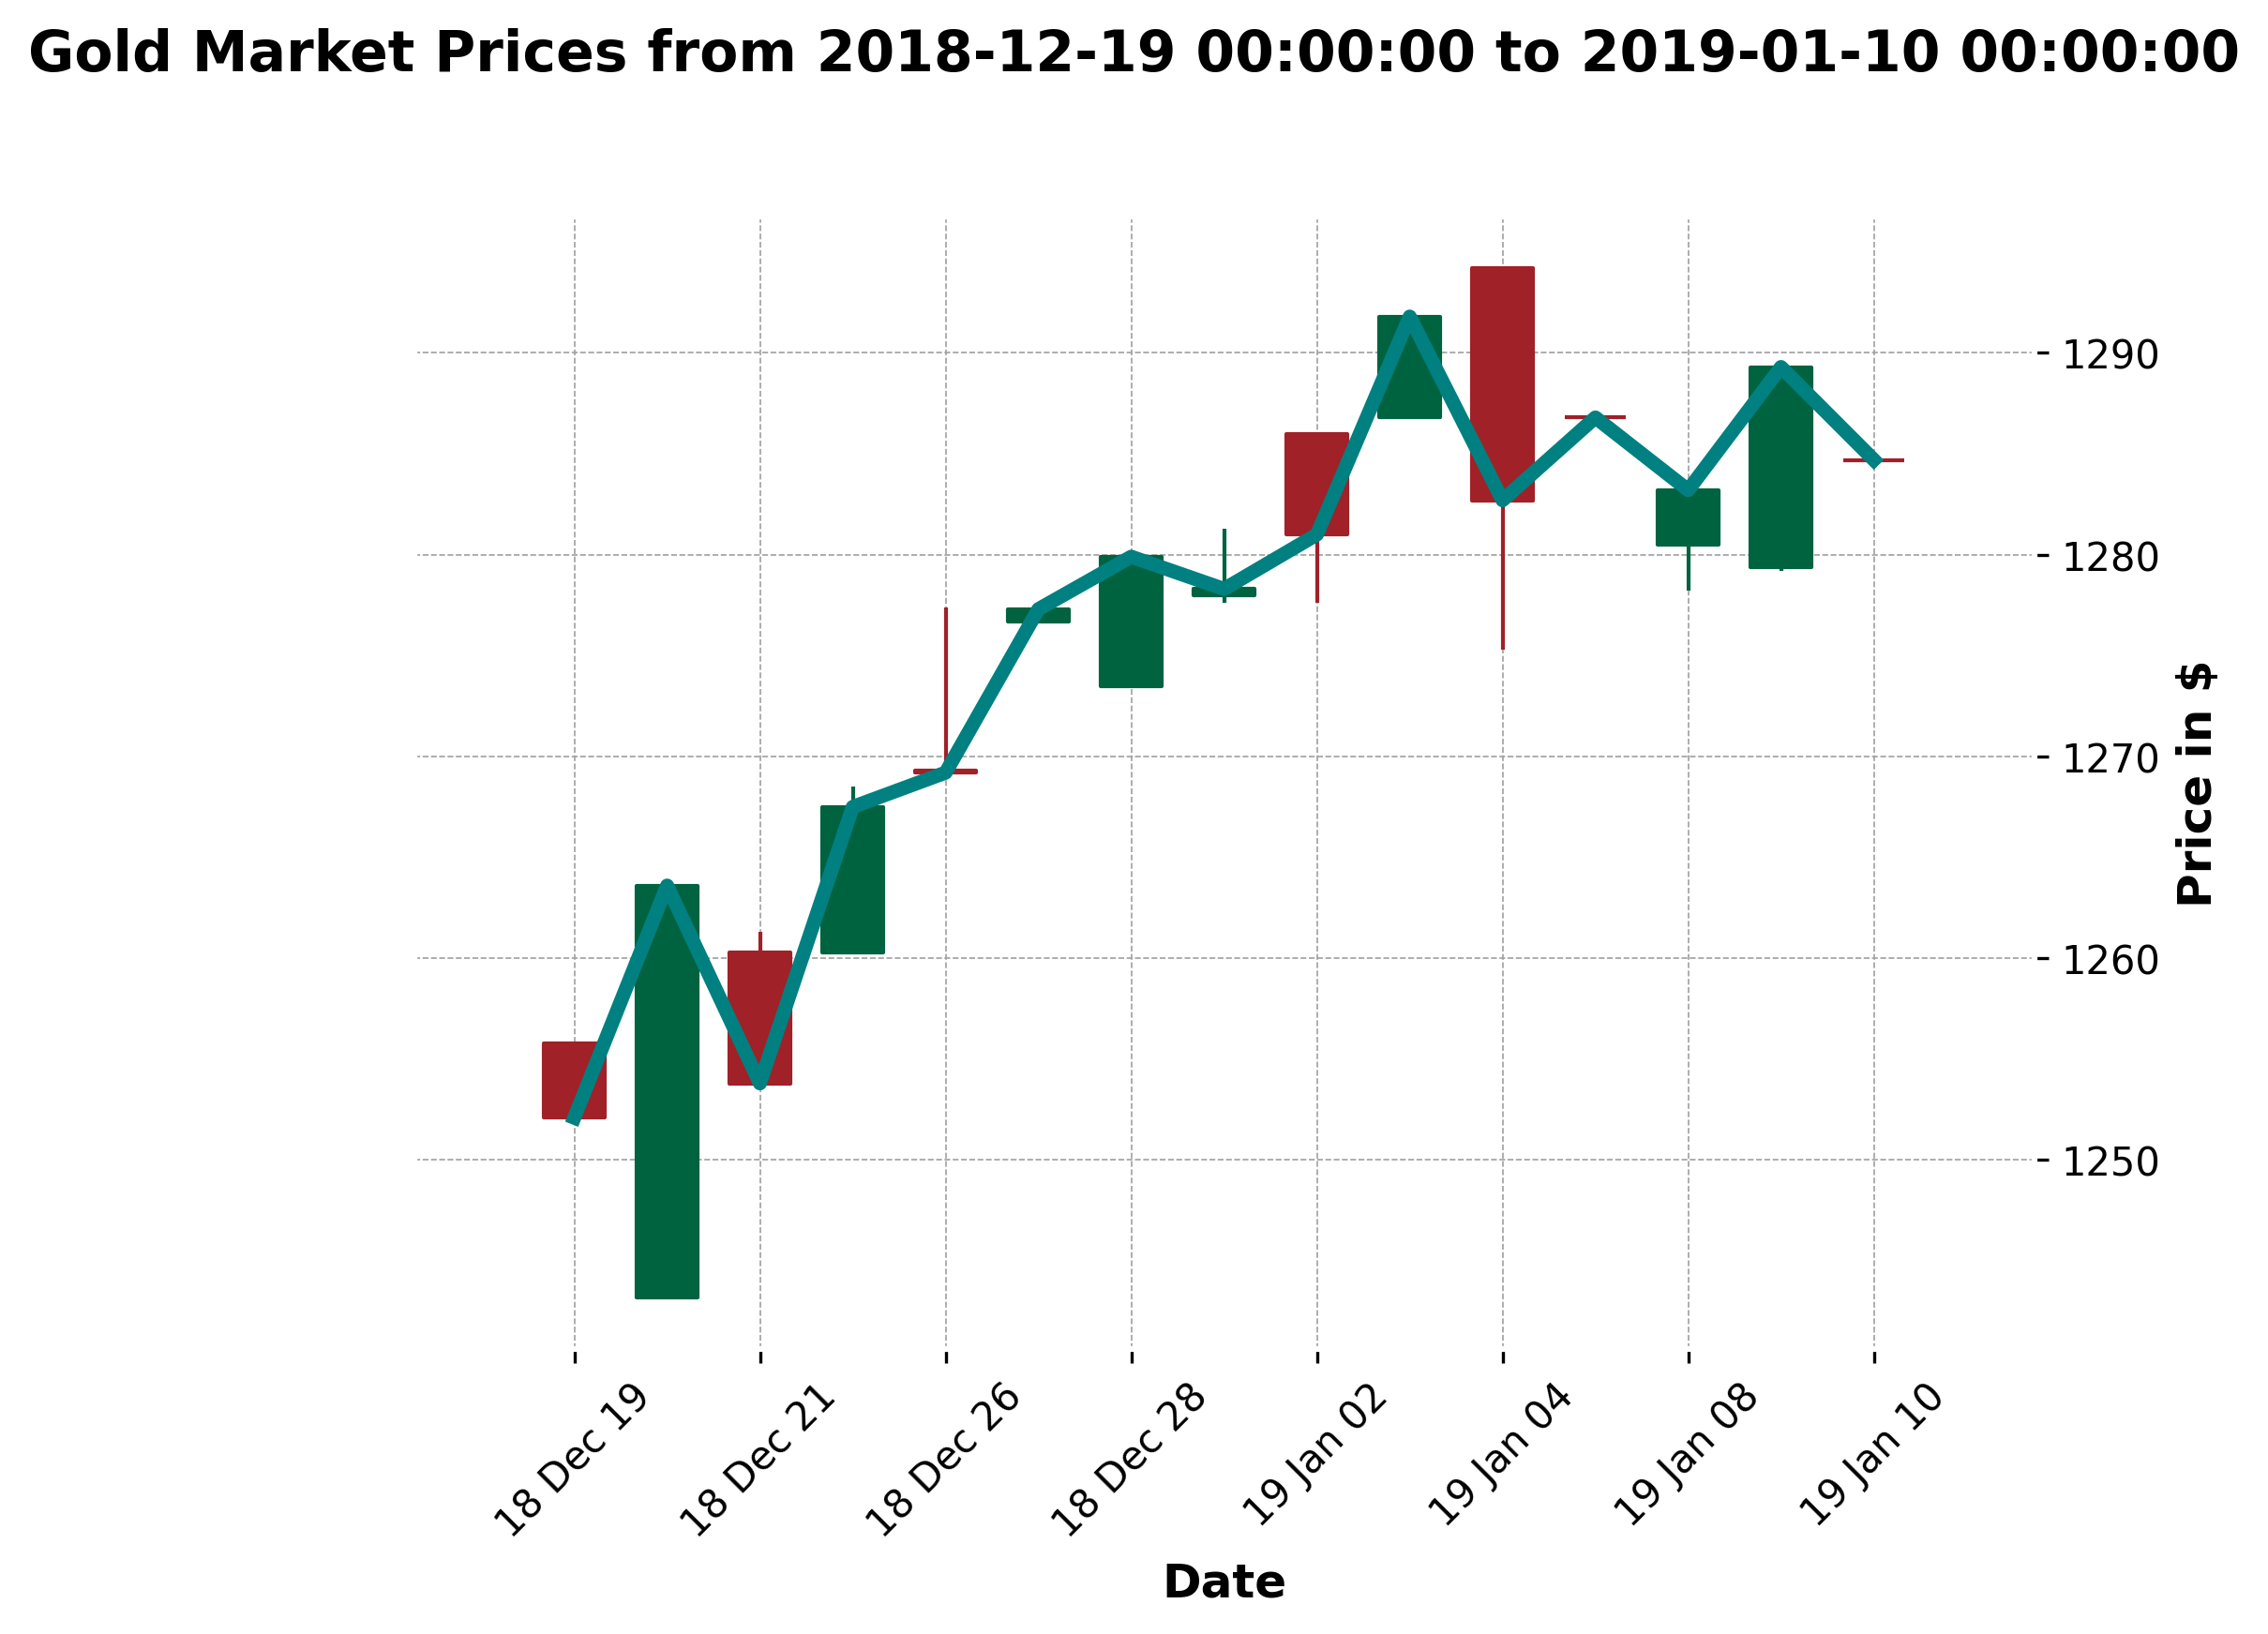 Gold Market Prices from 2018-12-19 00:00:00 to 2019-01-10 00:00:00
1290
1280
1270
1260
1250
Price in $
18 Dec 19
18 Dec 21
18 Dec 26
18 Dec 28
19 Jan 02
19 Jan 04
19 Jan 08
19 Jan 10
Date